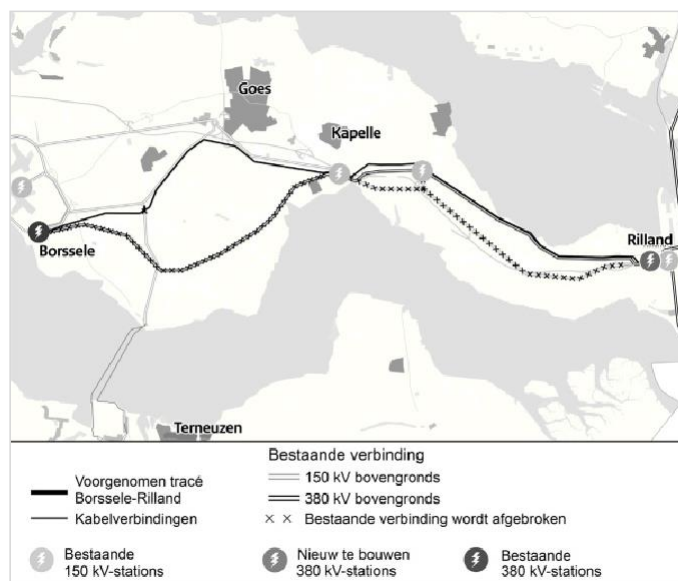 Goes
Kapelle
Rilland
Borssele
Terneuzen
Voorgenomen tracé
Borssele-Rilland
Kabelverbindingen
Bestaande verbinding
150 kV bovengronds
380 kV bovengronds
Bestaande verbinding wordt afgebroken
Bestaande
150 kV-stations
Nieuw te bouwen
380 kV-stations
Bestaande
380 kV-stations